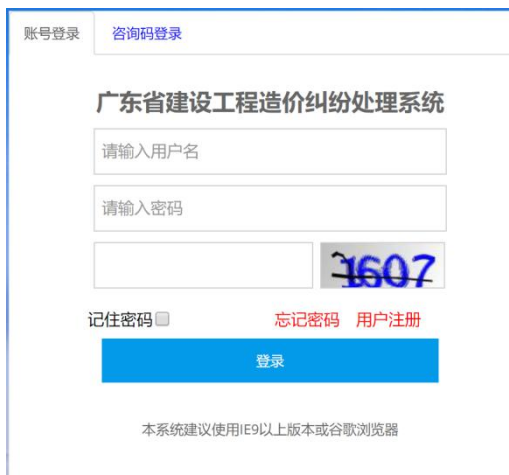 账号登录 咨询码登录
广东省建设工程造价纠纷处理系统
请输入用户名
请输入密码
1607
记住密码 忘记密码 用户注册
登录
本系统建议使用IE9以上版本或谷歌浏览器